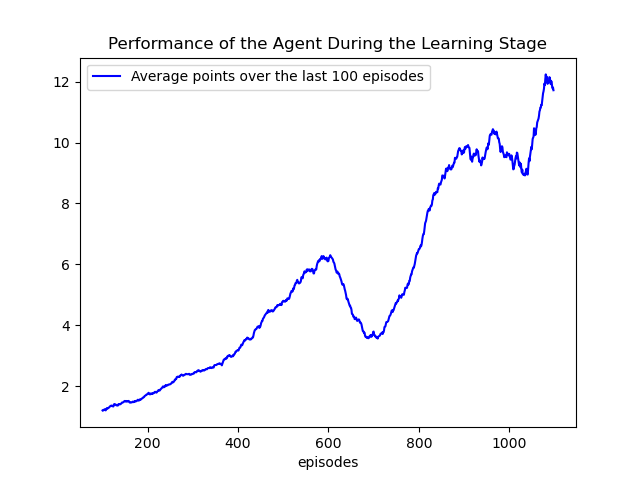 Performance of the Agent During the Learning Stage
Average points over the last 100 episodes
12
10
8
6
4
2
200 400 600 800 1000
episodes